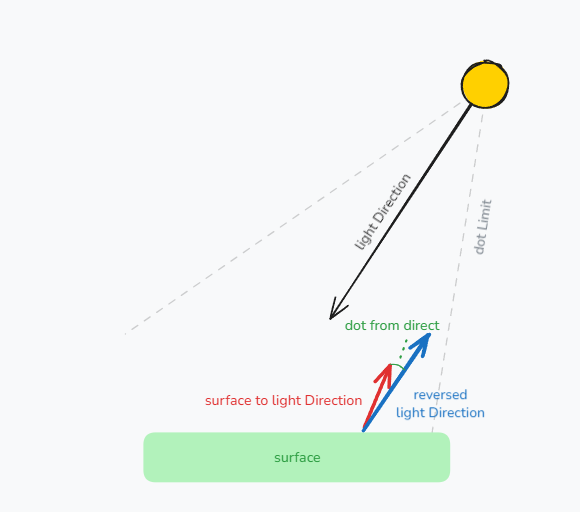 light Direction
dot Limit
dot from direct
surface to light Direction
reversed
light Direction
surface